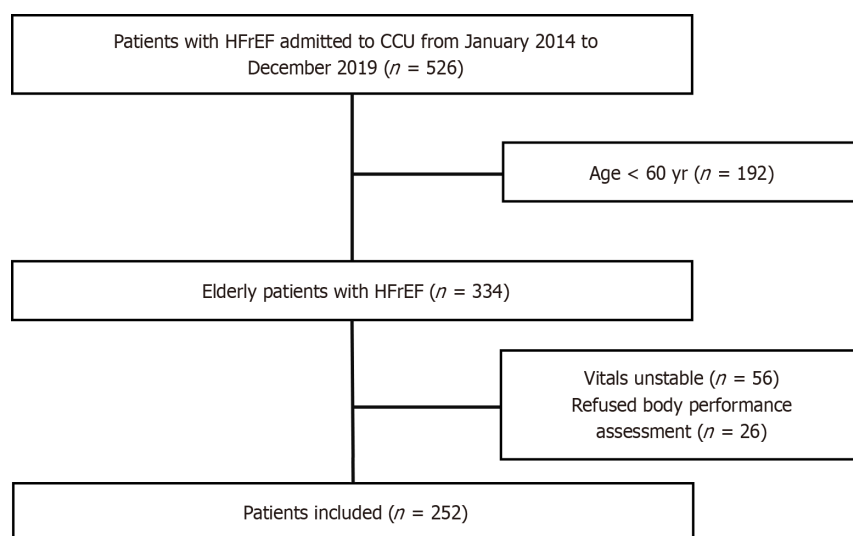 Patients with HFrEF admitted to CCU from January 2014 to
December 2019 (n = 526)
Age < 60 yr (n = 192)
Elderly patients with HFrEF (n = 334)
Vitals unstable (n = 56)
Refused body performance
assessment (n = 26)
Patients included (n = 252)